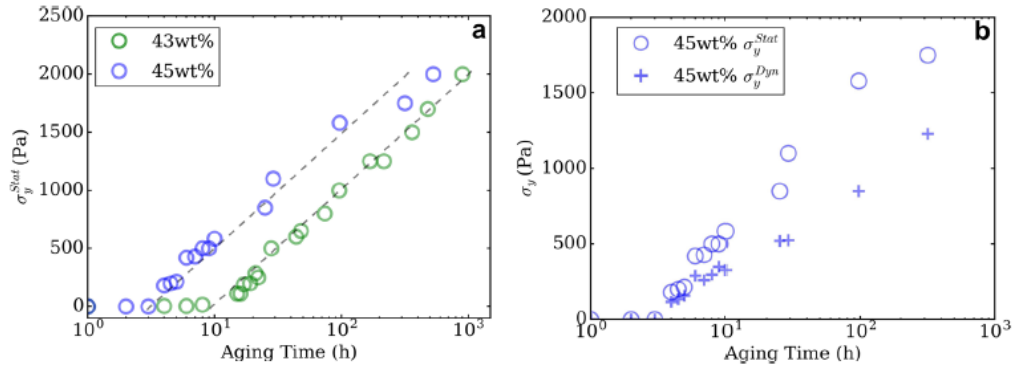 2500
2000
1500
1000
500
0
σ_y^Stat (Pa)
43wt%
45wt%
a
10^0
10^1
10^2
10^3
Aging Time (h)
45wt% σ_y^Stat
45wt% σ_y^Dyn
b
2000
1500
1000
500
0
σ_y (Pa)
10^0
10^1
10^2
10^3
Aging Time (h)